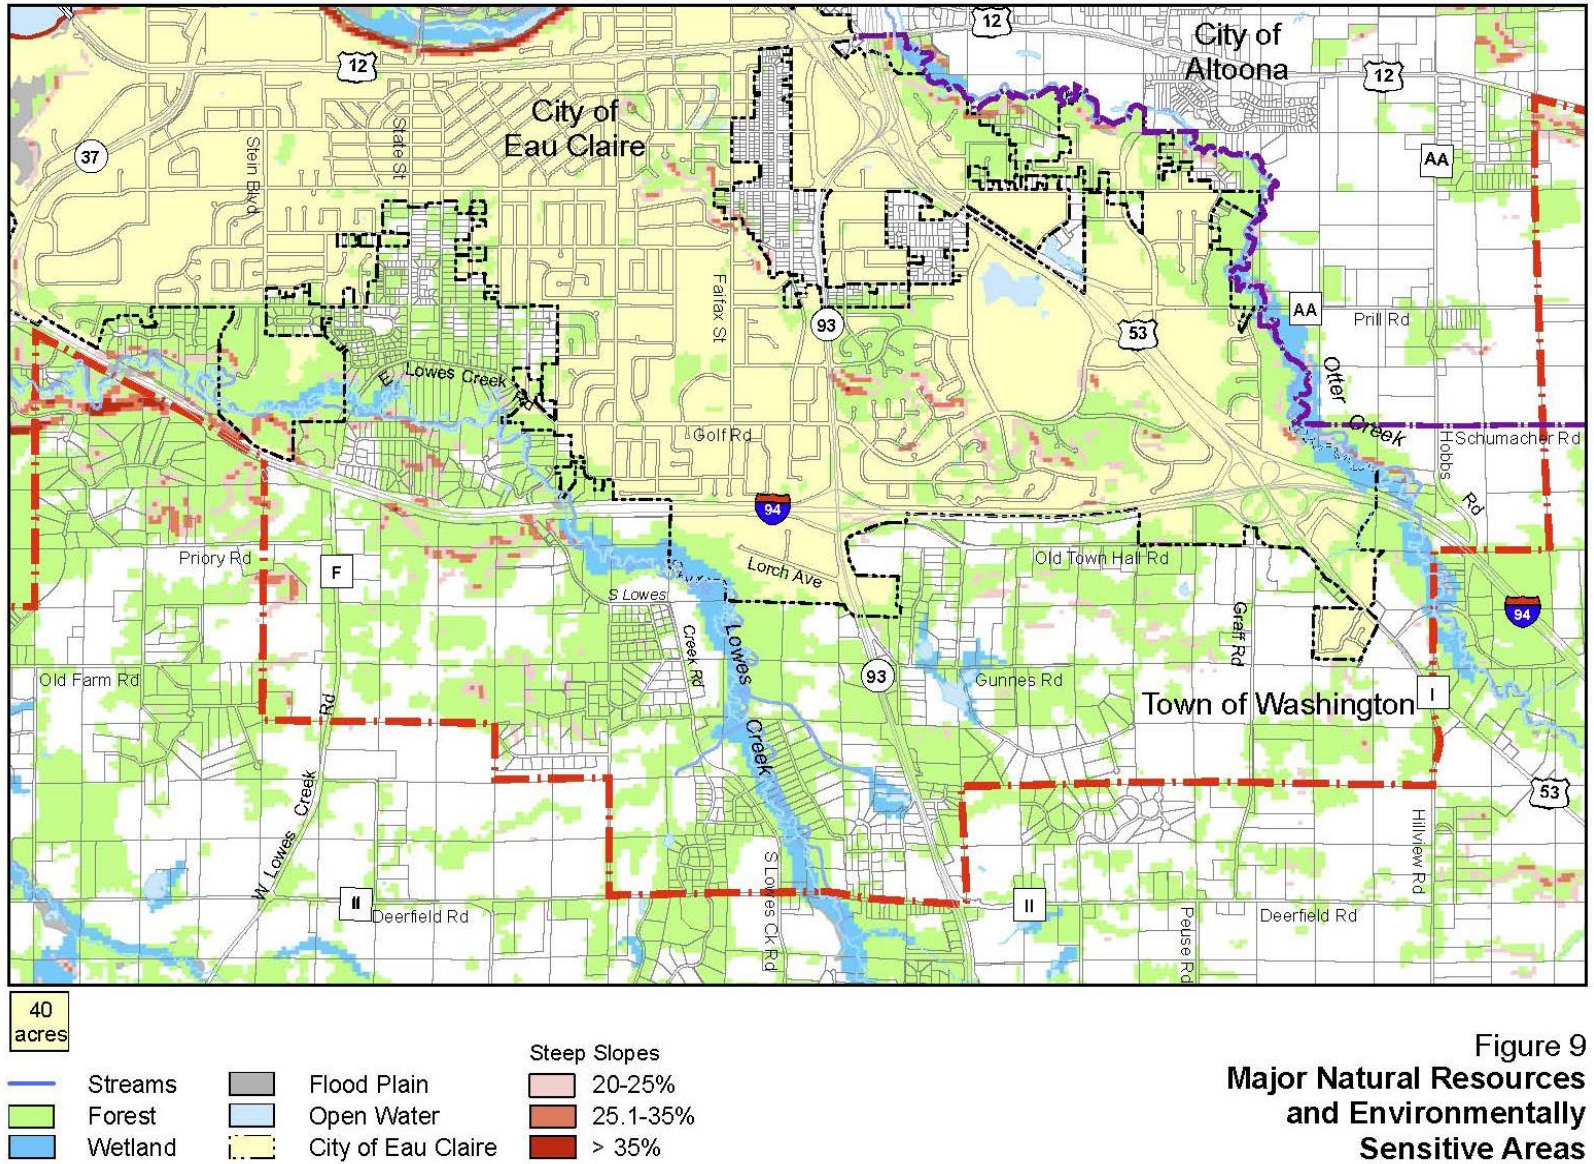 12
City of
Altoona
12
12
City of
Eau Claire
37
Stein Blvd
State St
AA
Faifax St
93
53
AA
Prill Rd
Otter
Creek
E Lowes Creek Rd
Golf Rd
Schumacher Rd
Hobbs
Rd
94
Priory Rd
F
Lorch Ave
Old Town Hall Rd
S Lowes
Creek Rd
Graff Rd
94
Lowes
Creek
Old Farm Rd
93
Gunnes Rd
Town of Washington
I
W Lowes Creek Rd
53
Hillview Rd
S Lowes Ck Rd
II
Deerfield Rd
II
Peuse Rd
Deerfield Rd
40
acres
Streams
Forest
Wetland
Flood Plain
Open Water
City of Eau Claire
Steep Slopes
20-25%
25.1-35%
> 35%
Figure 9
Major Natural Resources
and Environmentally
Sensitive Areas